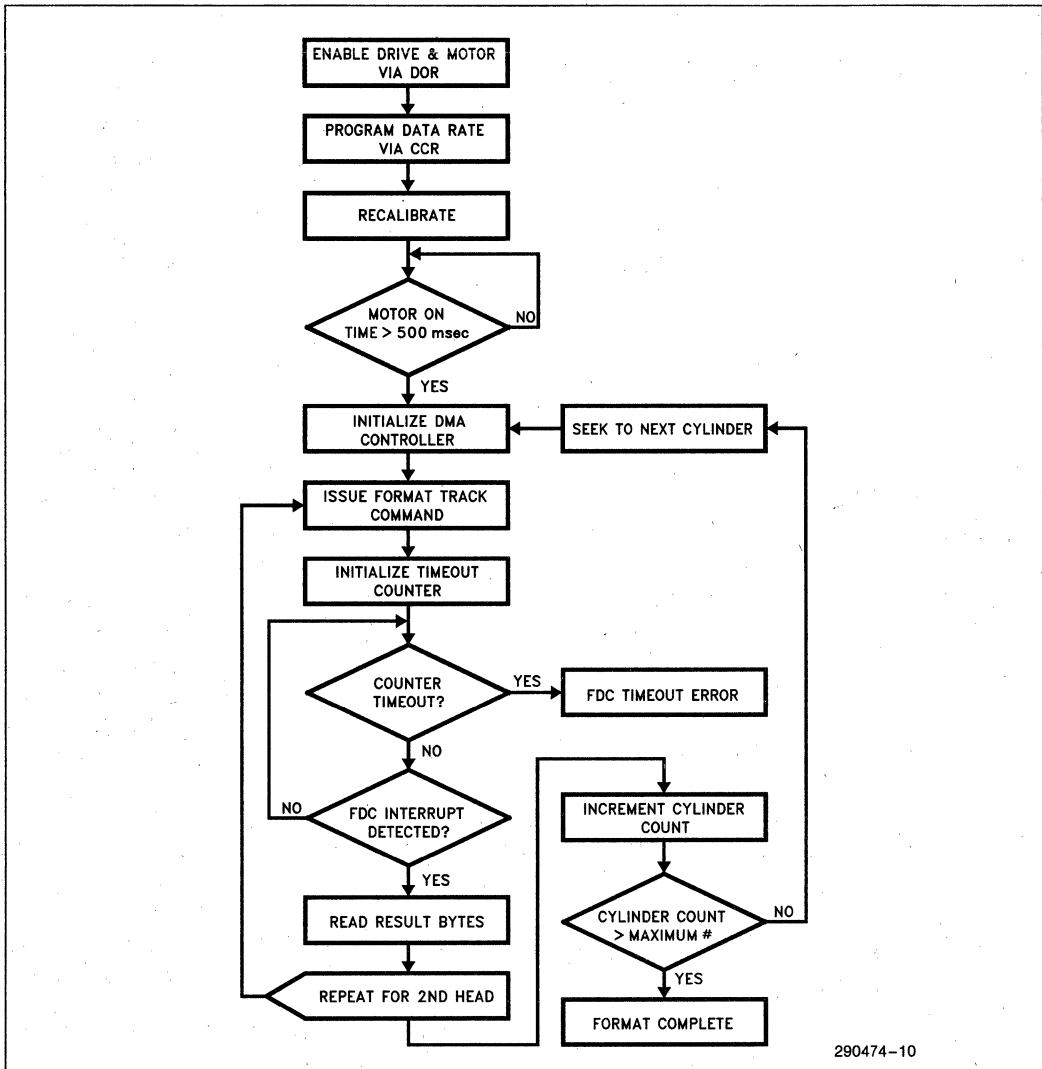 ENABLE DRIVE & MOTOR
VIA DOR
PROGRAM DATA RATE
VIA CCR
RECALIBRATE
MOTOR ON
TIME > 500 msec
NO
YES
INITIALIZE DMA
CONTROLLER
SEEK TO NEXT CYLINDER
ISSUE FORMAT TRACK
COMMAND
INITIALIZE TIMEOUT
COUNTER
COUNTER
TIMEOUT?
YES
FDC TIMEOUT ERROR
NO
FDC INTERRUPT
DETECTED?
NO
YES
READ RESULT BYTES
REPEAT FOR 2ND HEAD
INCREMENT CYLINDER
COUNT
CYLINDER COUNT
> MAXIMUM #
NO
YES
FORMAT COMPLETE
290474-10